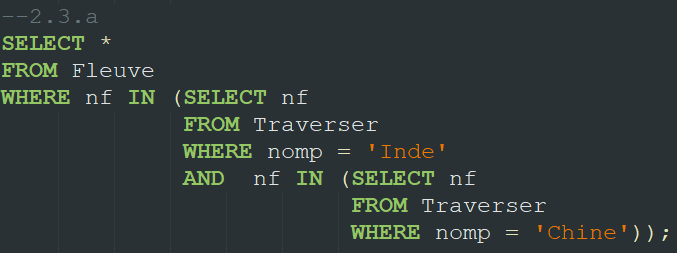 --2.3.a
SELECT *
FROM Fleuve
WHERE nf IN (SELECT nf
FROM Traverser
WHERE nomp = 'Inde'
AND  nf IN (SELECT nf
FROM Traverser
WHERE nomp = 'Chine'));